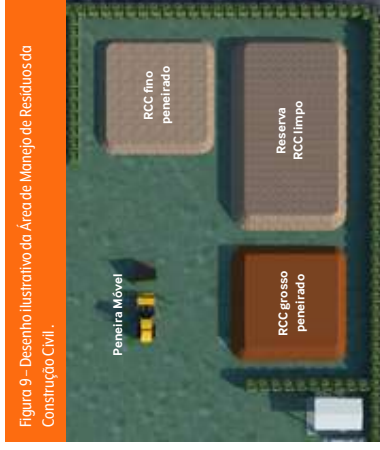 Figura 9 – Desenho ilustrativo da Área de Manejo de Resíduos da
Construção Civil .
Peneira Móvel
RCC fino
peneirado
RCC grosso
peneirado
Reserva
RCC limpo